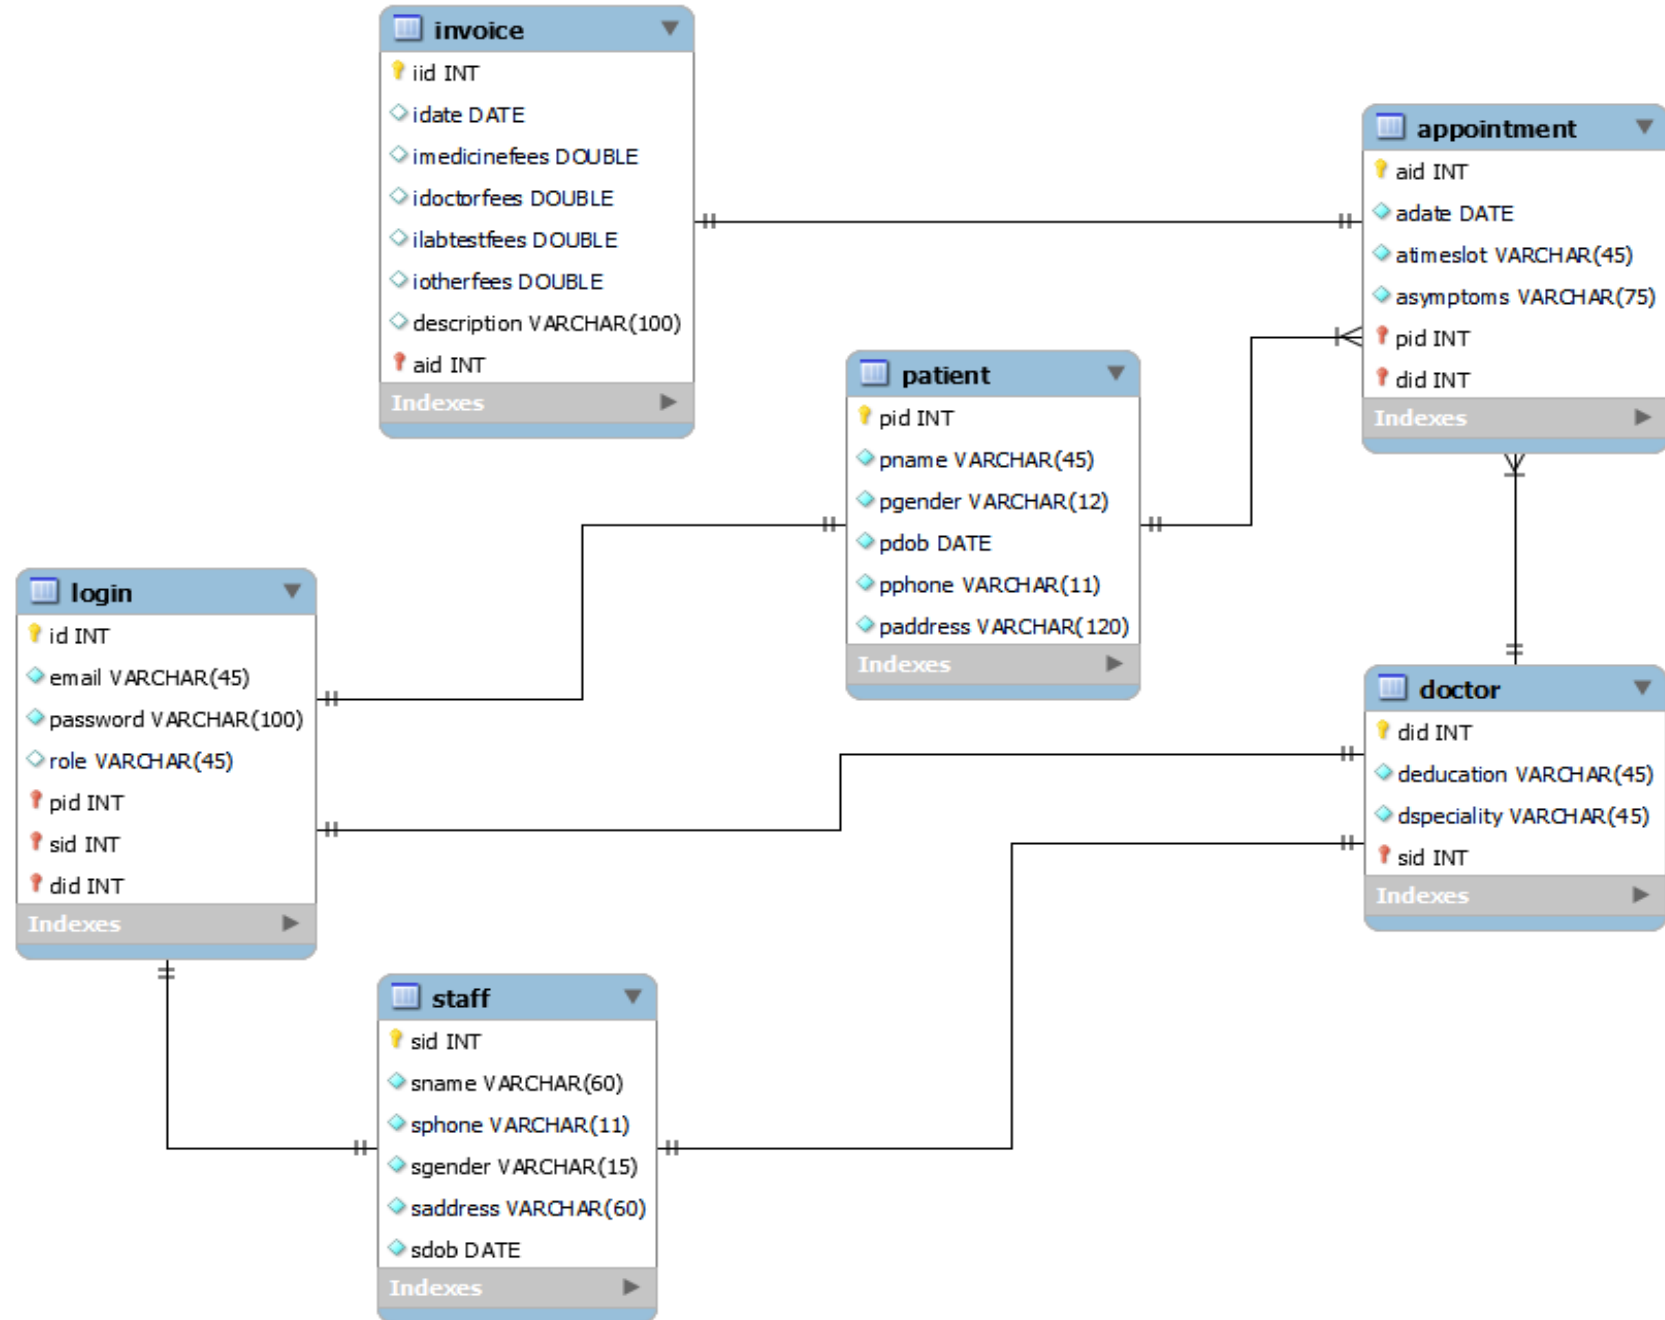 invoice
iid INT
idate DATE
imedicinefees DOUBLE
idoctorfees DOUBLE
ilabtestfees DOUBLE
iotherfees DOUBLE
description VARCHAR(100)
aid INT
Indexes
appointment
aid INT
adate DATE
atimeslot VARCHAR(45)
asymptoms VARCHAR(75)
pid INT
did INT
Indexes
patient
pid INT
pname VARCHAR(45)
pgender VARCHAR(12)
pdob DATE
pphone VARCHAR(11)
paddress VARCHAR(120)
Indexes
login
id INT
email VARCHAR(45)
password VARCHAR(100)
role VARCHAR(45)
pid INT
sid INT
did INT
Indexes
doctor
did INT
deducation VARCHAR(45)
dspeciality VARCHAR(45)
sid INT
Indexes
staff
sid INT
sname VARCHAR(60)
sphone VARCHAR(11)
sgender VARCHAR(15)
saddress VARCHAR(60)
sdob DATE
Indexes